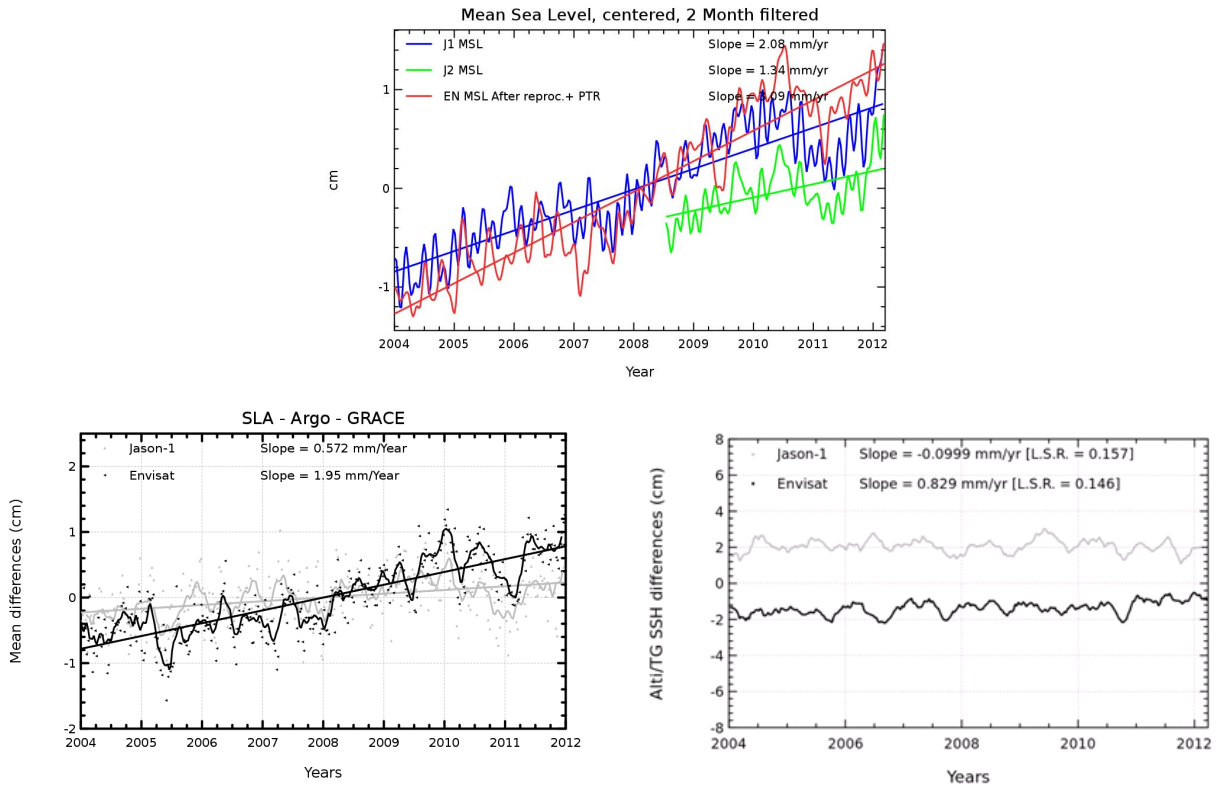 Mean Sea Level, centered, 2 Month filtered
J1 MSL Slope = 2.08 mm/yr
J2 MSL Slope = 1.34 mm/yr
EN MSL After reproc.+ PTR Slope = 3.09 mm/yr
1
0
-1
cm
2004 2005 2006 2007 2008 2009 2010 2011 2012
Year
SLA - Argo - GRACE
Jason-1 Slope = 0.572 mm/Year
Envisat Slope = 1.95 mm/Year
2
1
0
-1
-2
Mean differences (cm)
2004 2005 2006 2007 2008 2009 2010 2011 2012
Years
Jason-1 Slope = -0.0999 mm/yr [L.S.R. = 0.157]
Envisat Slope = 0.829 mm/yr [L.S.R. = 0.146]
8
6
4
2
0
-2
-4
-6
-8
Alti/TG SSH differences (cm)
2004 2006 2008 2010 2012
Years